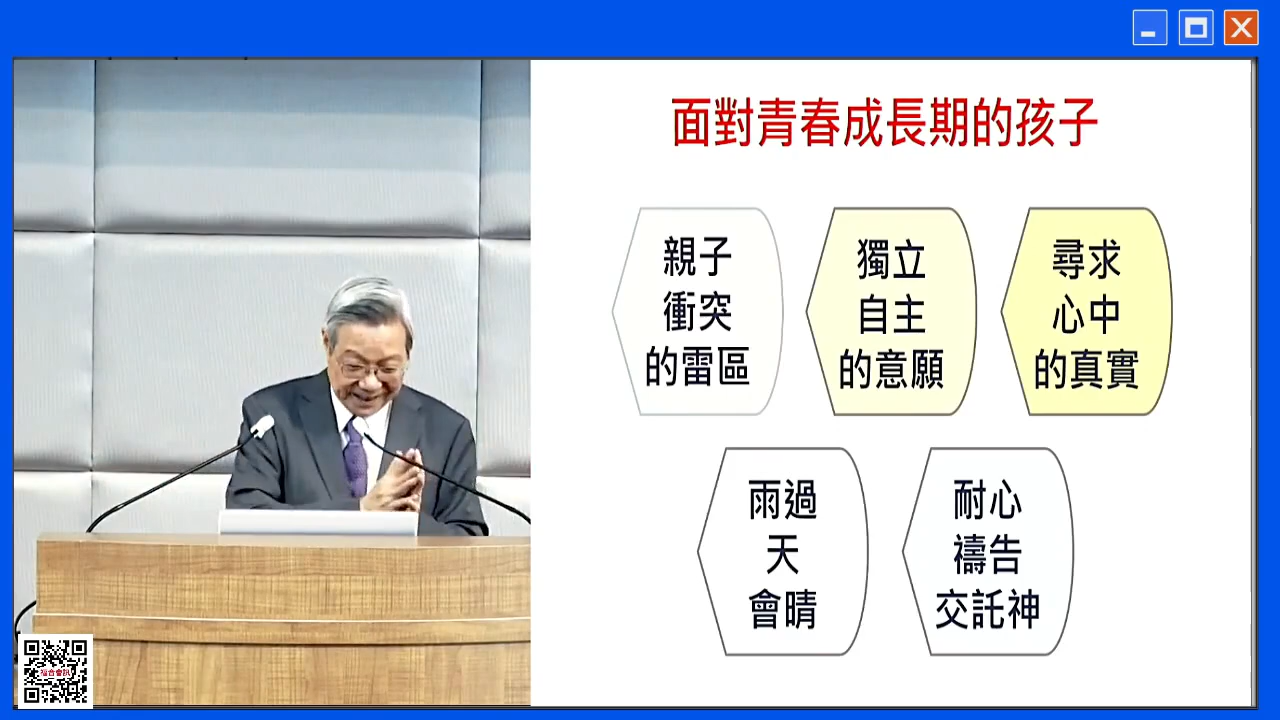 面對青春成長期的孩子
親子
衝突
的雷區
獨立
自主
的意願
尋求
心中
的真實
雨過
天
會晴
耐心
禱告
交託神